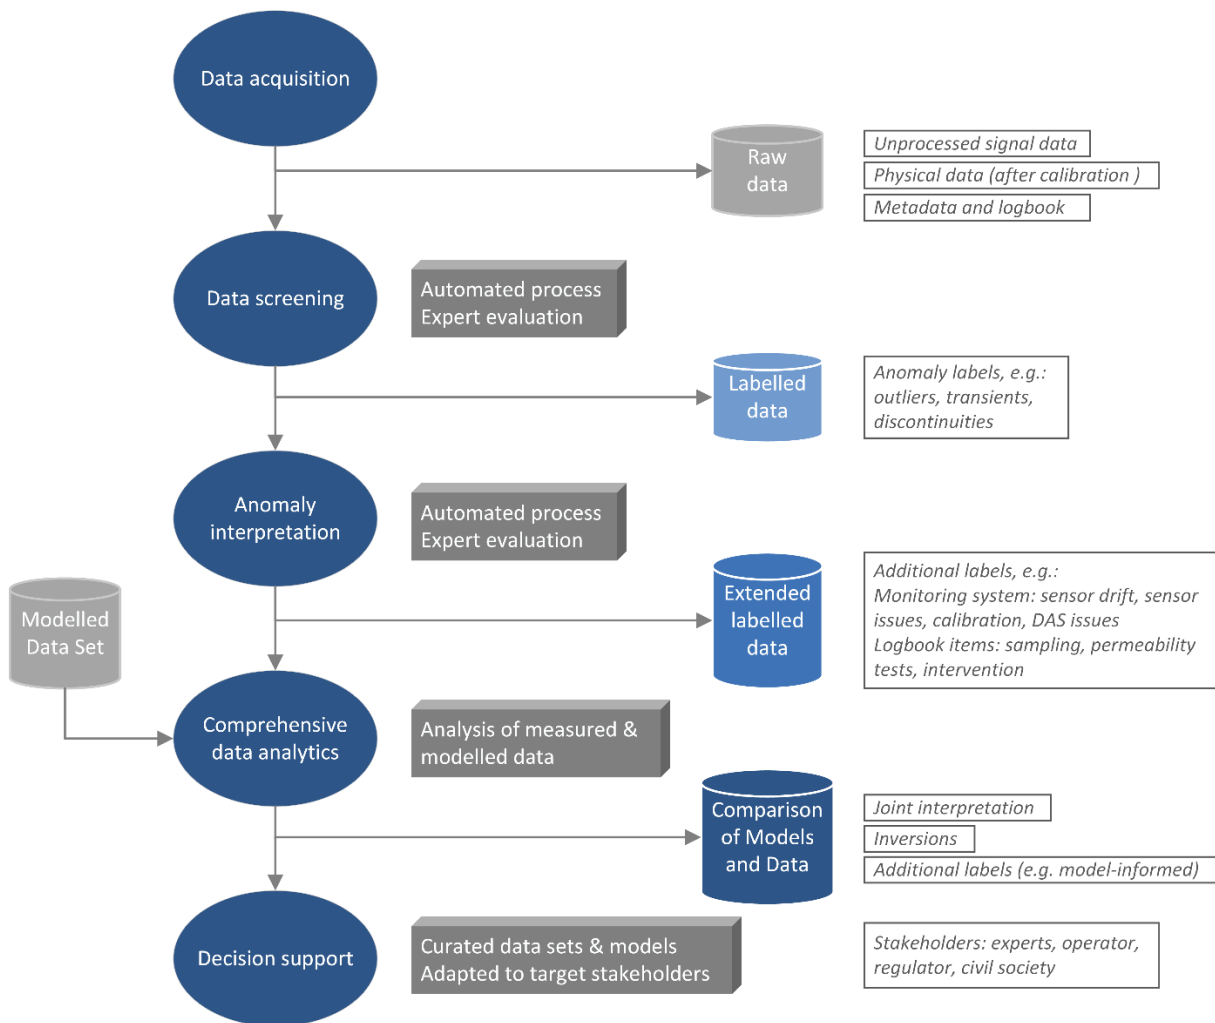 Data acquisition
Raw
data
Unprocessed signal data
Physical data (after calibration )
Metadata and logbook
Data screening
Automated process
Expert evaluation
Labelled
data
Anomaly labels, e.g.:
outliers, transients,
discontinuities
Anomaly
interpretation
Automated process
Expert evaluation
Modelled
Data Set
Extended
labelled
data
Additional labels, e.g.:
Monitoring system: sensor drift, sensor
issues, calibration, DAS issues
Logbook items: sampling, permeability
tests, intervention
Comprehensive
data analytics
Analysis of measured &
modelled data
Comparison
of Models
and Data
Joint interpretation
Inversions
Additional labels (e.g. model-informed)
Decision support
Curated data sets & models
Adapted to target stakeholders
Stakeholders: experts, operator,
regulator, civil society